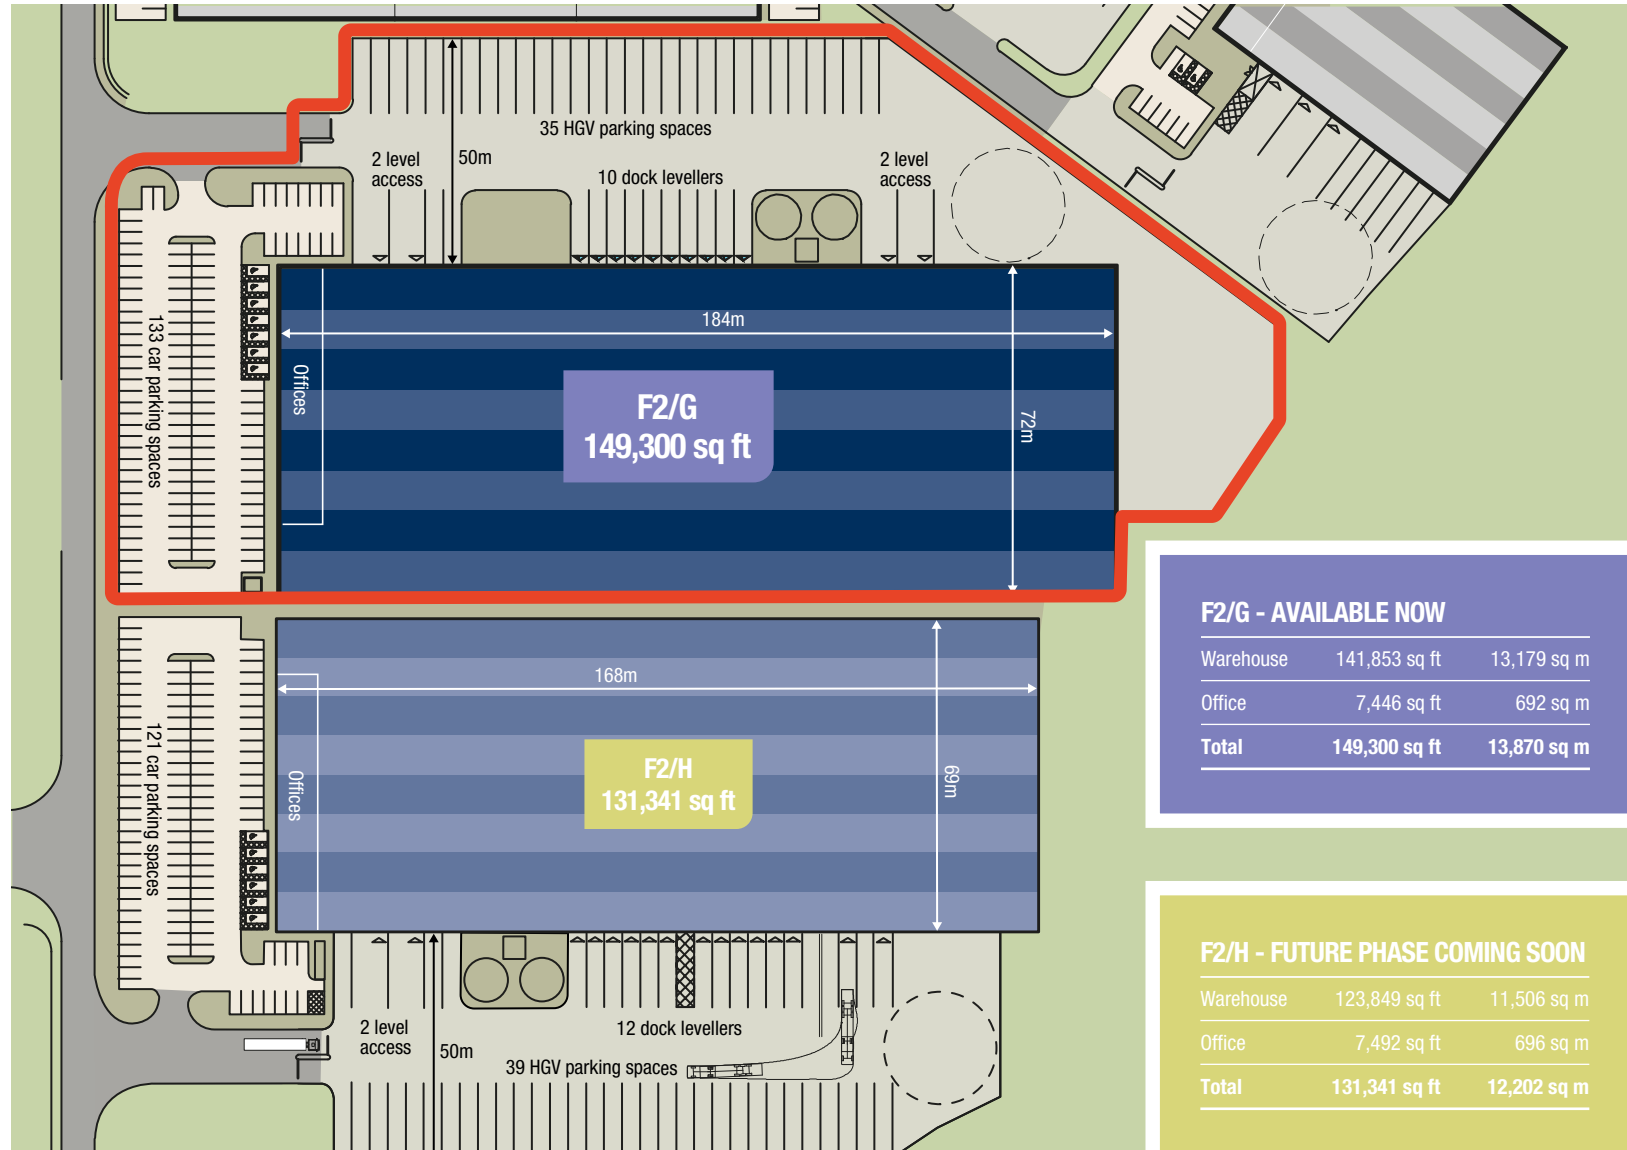 35 HGV parking spaces
2 level
access
50m
10 dock levellers
2 level
access
184m
133 car parking spaces
Offices
F2/G
149,300 sq ft
72m
168m
121 car parking spaces
Offices
F2/H
131,341 sq ft
69m
2 level
access
50m
12 dock levellers
39 HGV parking spaces
F2/G - AVAILABLE NOW
Warehouse 141,853 sq ft 13,179 sq m
Office 7,446 sq ft 692 sq m
Total 149,300 sq ft 13,870 sq m
F2/H - FUTURE PHASE COMING SOON
Warehouse 123,849 sq ft 11,506 sq m
Office 7,492 sq ft 696 sq m
Total 131,341 sq ft 12,202 sq m